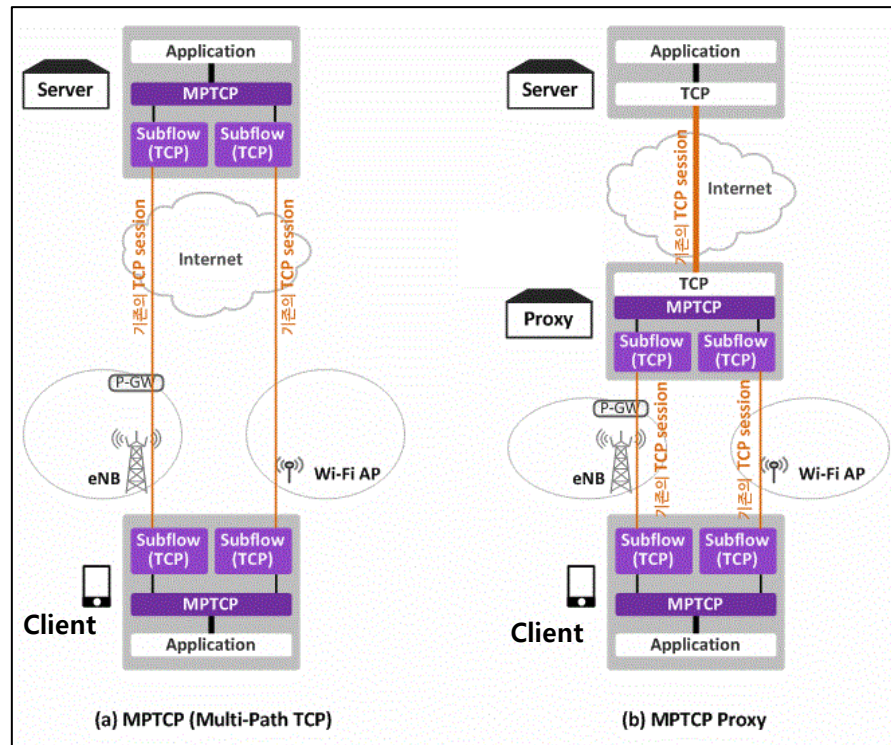 Application
Server
MPTCP
Subflow
(TCP)
Subflow
(TCP)
기존의 TCP session
기존의 TCP session
Internet
P-GW
eNB
Wi-Fi AP
Subflow
(TCP)
Subflow
(TCP)
MPTCP
Client
Application
(a) MPTCP (Multi-Path TCP)
Application
Server
TCP
기존의 TCP session
Internet
TCP
Proxy
MPTCP
Subflow
(TCP)
Subflow
(TCP)
P-GW
기존의 TCP session
기존의 TCP session
eNB
Wi-Fi AP
Subflow
(TCP)
Subflow
(TCP)
MPTCP
Client
Application
(b) MPTCP Proxy